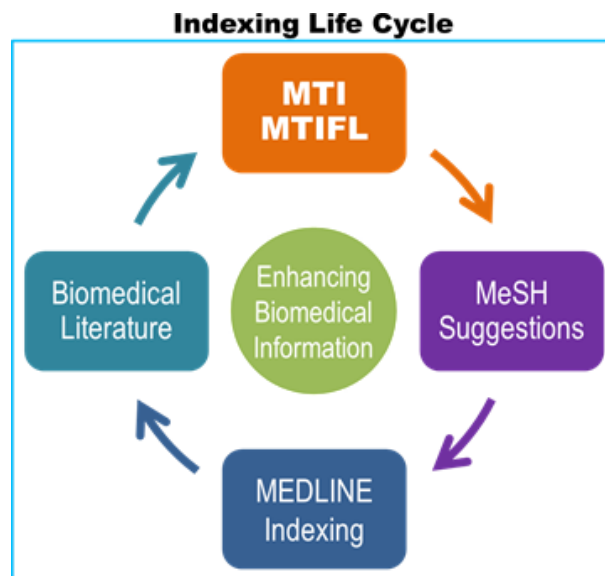 Indexing Life Cycle
MTI
MTIFL
Biomedical
Literature
Enhancing
Biomedical
Information
MeSH
Suggestions
MEDLINE
Indexing